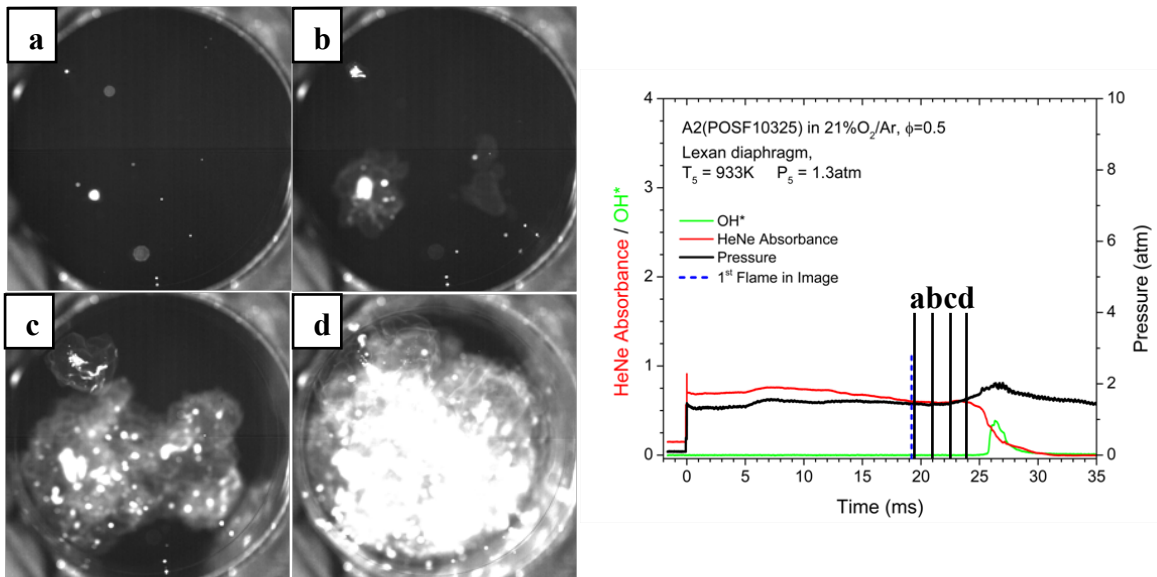 a
b
c
d
4
3
2
1
0
HeNe Absorbance / OH*
A2(POSF10325) in 21%O₂/Ar, ϕ=0.5
Lexan diaphragm,
T₅ = 933K P₅ = 1.3atm
OH*
HeNe Absorbance
Pressure
1ˢᵗ Flame in Image
abcd
10
8
6
4
2
0
Pressure (atm)
0 5 10 15 20 25 30 35
Time (ms)